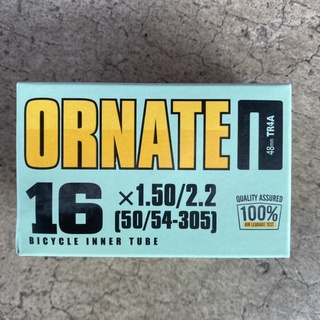 ORNATE
48mm TR4A
16
×1.50/2.2
(50/54-305)
BICYCLE INNER TUBE
QUALITY ASSURED
100%
AIR LEAKAGE TEST